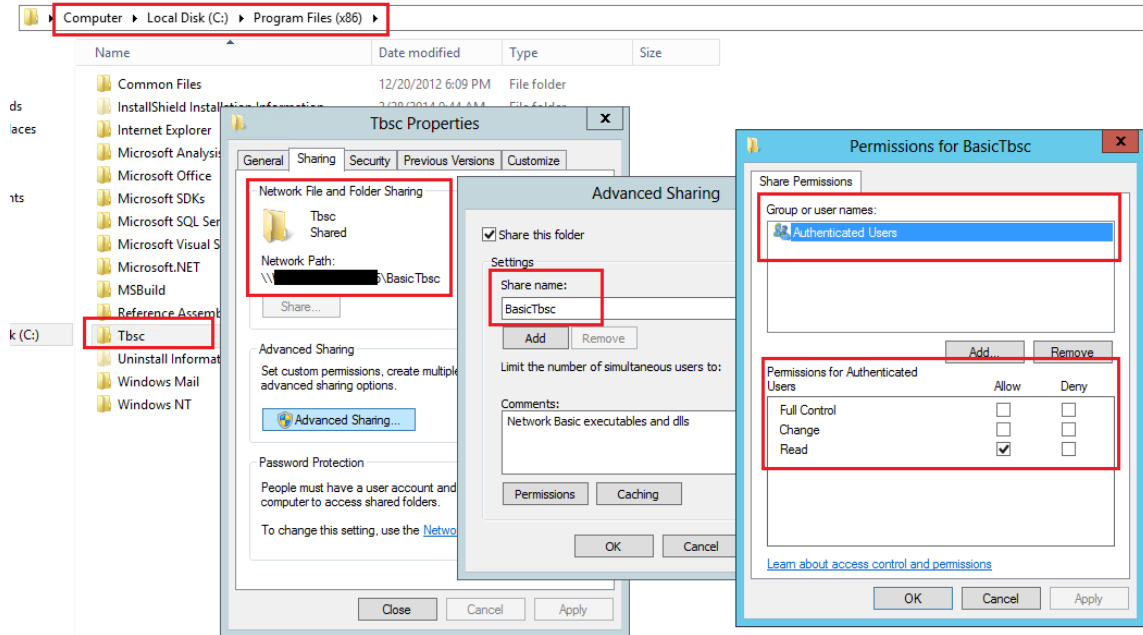 Computer Local Disk (C:) Program Files (x86)
Name Date modified Type Size
Common Files 12/20/2012 6:09 PM File folder
InstallShield Installation Information
Internet Explorer
Microsoft Analysis
Microsoft Office
Microsoft SDKs
Microsoft SQL Ser
Microsoft Visual S
Microsoft.NET
MSBuild
Reference Assemb
Tbsc
Uninstall Informat
Windows Mail
Windows NT
ds
laces
nts
k (C:)
Tbsc Properties
x
General Sharing Security Previous Versions Customize
Network File and Folder Sharing
Tbsc
Shared
Network Path:
\\ \BasicTbsc
Share...
Advanced Sharing
Set custom permissions, create multiple
advanced sharing options.
Advanced Sharing...
Password Protection
People must have a user account and
computer to access shared folders.
To change this setting, use the Netwo
Close Cancel Apply
Advanced Sharing
Share this folder
Settings
Share name:
BasicTbsc
Add Remove
Limit the number of simultaneous users to:
Comments:
Network Basic executables and dlls
Permissions Caching
OK Cancel
Permissions for BasicTbsc
x
Share Permissions
Group or user names:
Authenticated Users
Add... Remove
Permissions for Authenticated
Users Allow Deny
Full Control
Change
Read
Learn about access control and permissions
OK Cancel Apply